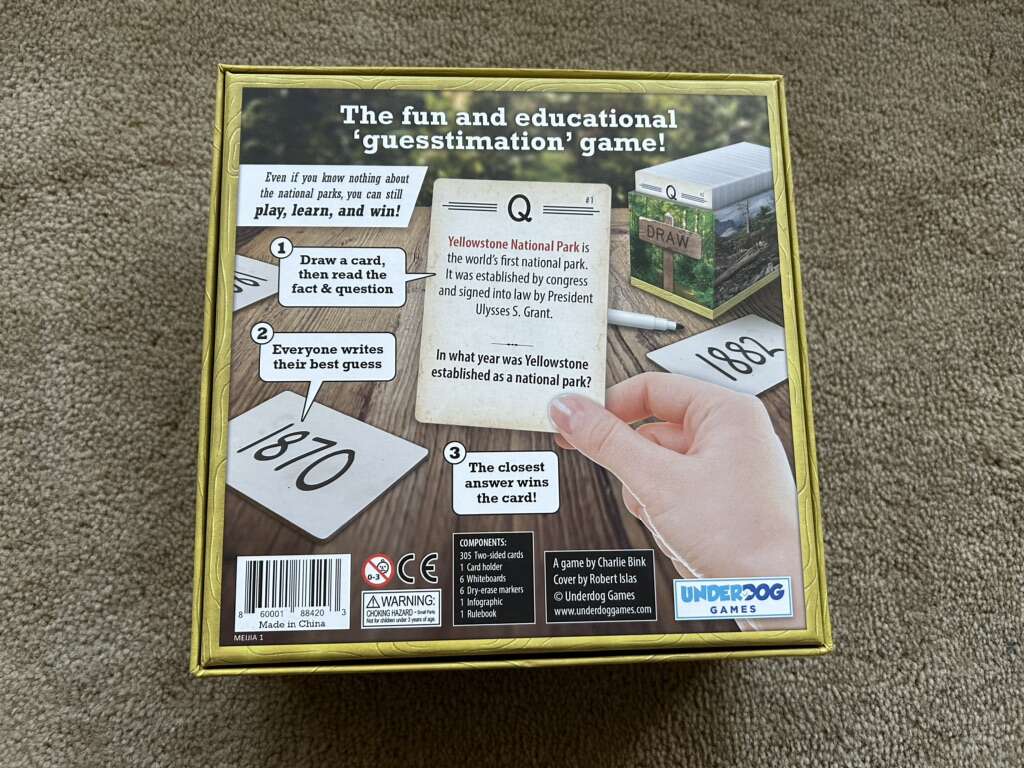 The fun and educational
‘guesstimation’ game!
Even if you know nothing about
the national parks, you can still
play, learn, and win!
1
Draw a card,
then read the
fact & question
2
Everyone writes
their best guess
1870
Q
#1
Yellowstone National Park is
the world's first national park.
It was established by congress
and signed into law by President
Ulysses S. Grant.
In what year was Yellowstone
established as a national park?
Q
DRAW
1882
3
The closest
answer wins
the card!
8 60001 88420 3
Made in China
MEIJIA 1
0-3
CE
WARNING:
CHOKING HAZARD - Small Parts
Not for children under 3 years of age.
COMPONENTS:
305 Two-sided cards
1 Card holder
6 Whiteboards
6 Dry-erase markers
1 Infographic
1 Rulebook
A game by Charlie Bink
Cover by Robert Islas
© Underdog Games
www.underdoggames.com
UNDERDOG
GAMES